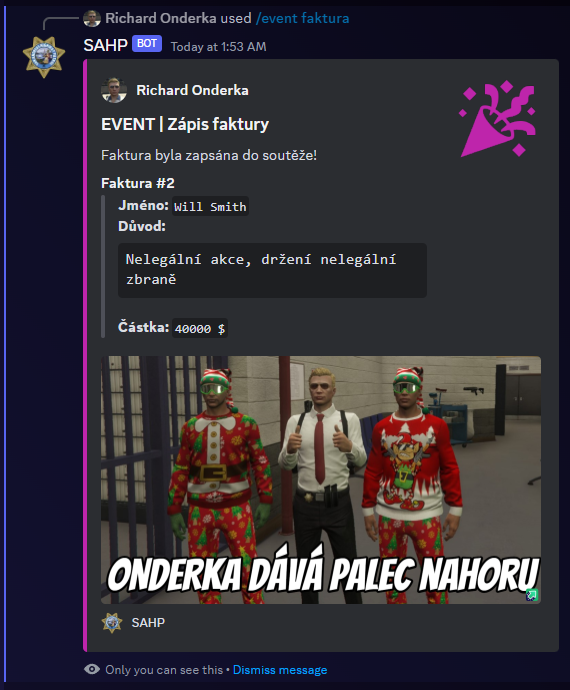 Richard Onderka used /event faktura
SAHP BOT Today at 1:53 AM
Richard Onderka
EVENT | Zápis faktury
Faktura byla zapsána do soutěže!
Faktura #2
Jméno: Will Smith
Důvod:
Nelegální akce, držení nelegální
zbraně
Částka: 40000 $
ONDERKA DÁVÁ PALEC NAHORU
SAHP
Only you can see this • Dismiss message